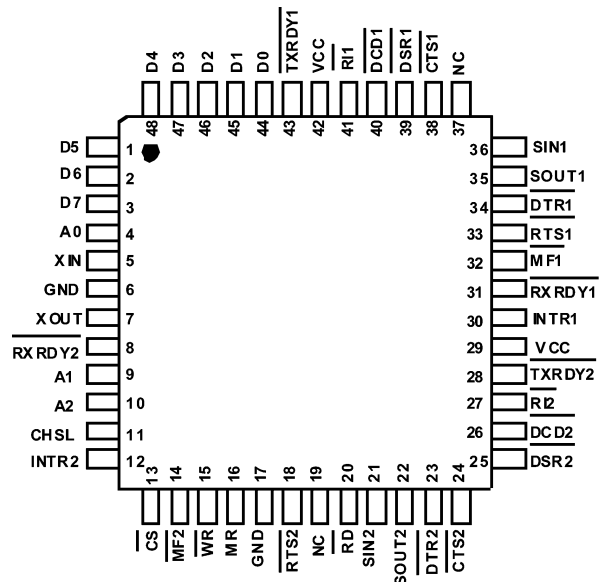 D4 D3 D2 D1 D0 TXRDY1 VCC RI1 DCD1 DSR1 CTS1 NC
48 47 46 45 44 43 42 41 40 39 38 37
D5 1
D6 2
D7 3
A0 4
XIN 5
GND 6
XOUT 7
RXRDY2 8
A1 9
A2 10
CHSL 11
INTR2 12
36 SIN1
35 SOUT1
34 DTR1
33 RTS1
32 MF1
31 RXRDY1
30 INTR1
29 VCC
28 TXRDY2
27 RI2
26 DCD2
25 DSR2
13 14 15 16 17 18 19 20 21 22 23 24
CS MF2 WR MR GND RTS2 NC RD SIN2 SOUT2 DTR2 CTS2